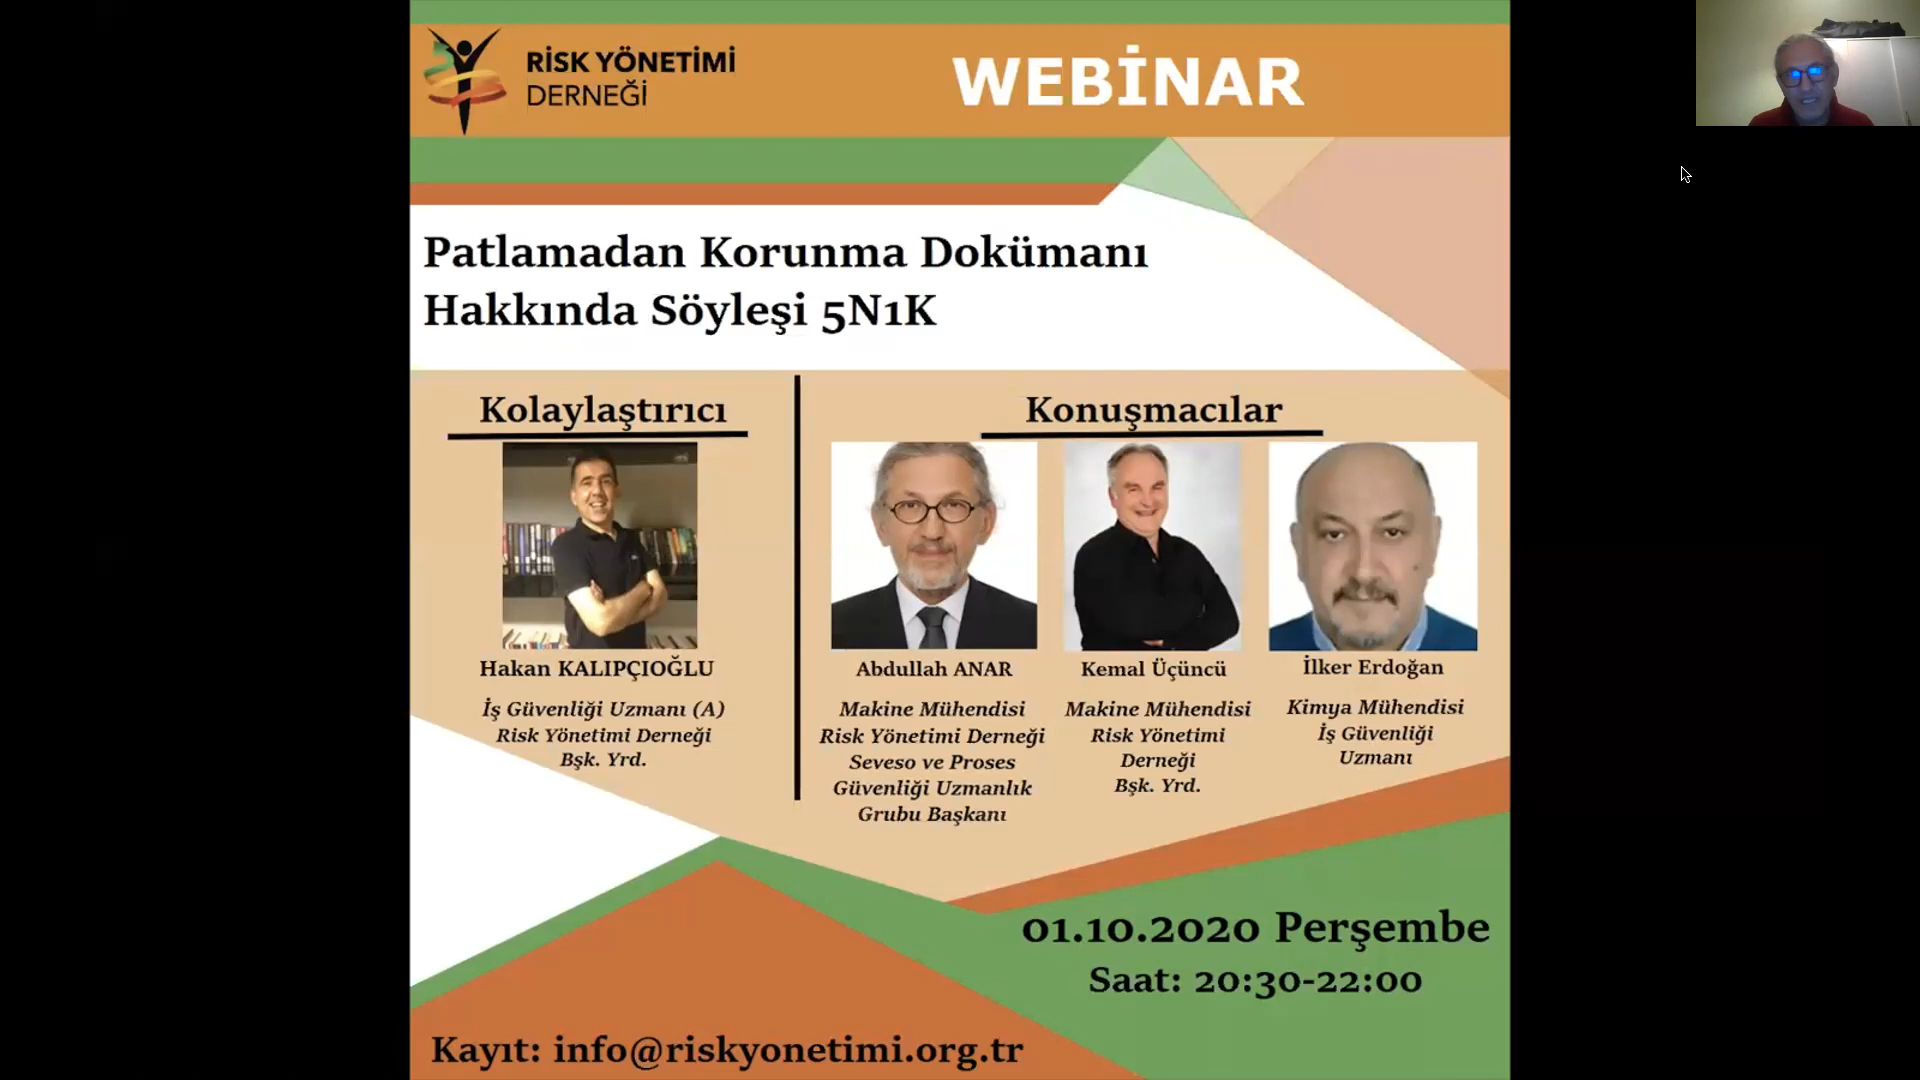 RİSK YÖNETİMİ
DERNEĞİ
WEBİNAR
Patlamadan Korunma Dokümanı
Hakkında Söyleşi 5N1K
Kolaylaştırıcı
Hakan KALIPÇIOĞLU
İş Güvenliği Uzmanı (A)
Risk Yönetimi Derneği
Bşk. Yrd.
Konuşmacılar
Abdullah ANAR
Makine Mühendisi
Risk Yönetimi Derneği
Seveso ve Proses
Güvenliği Uzmanlık
Grubu Başkanı
Kemal Üçüncü
Makine Mühendisi
Risk Yönetimi
Derneği
Bşk. Yrd.
İlker Erdoğan
Kimya Mühendisi
İş Güvenliği
Uzmanı
01.10.2020 Perşembe
Saat: 20:30-22:00
Kayıt: info@riskyonetimi.org.tr